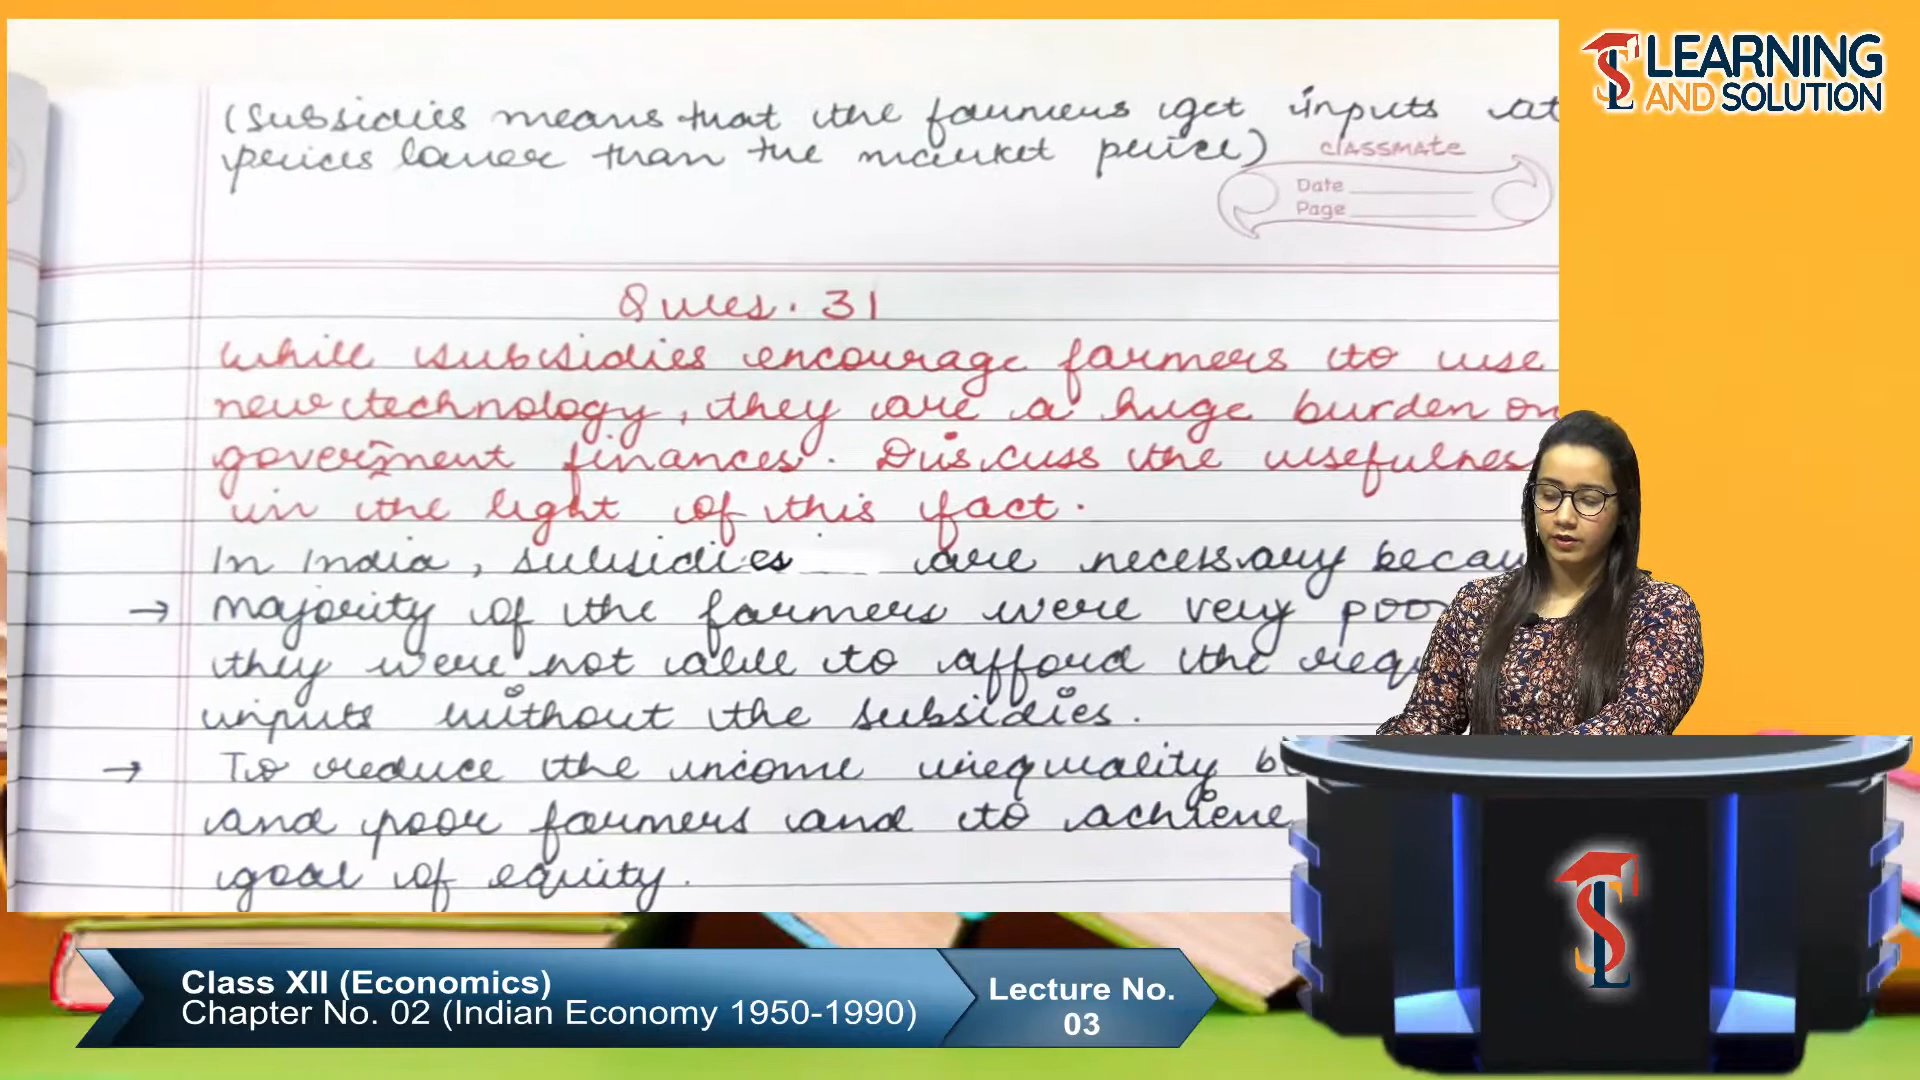 (subsidies means that the farmers get inputs at
prices lower than the market price)
classmate
Date
Page
Ques. 31
While subsidies encourage farmers to use
new technology, they are a huge burden on
government finances. Discuss the usefulness
in the light of this fact.
In India, subsidies are necessary becau
→ majority of the farmers were very poor
they were not able to afford the requ
inputs without the subsidies.
→ To reduce the income inequality be
and poor farmers and to achieve
goal of equity.
LEARNING
AND SOLUTION
SL
Class XII (Economics)
Chapter No. 02 (Indian Economy 1950-1990)
Lecture No.
03